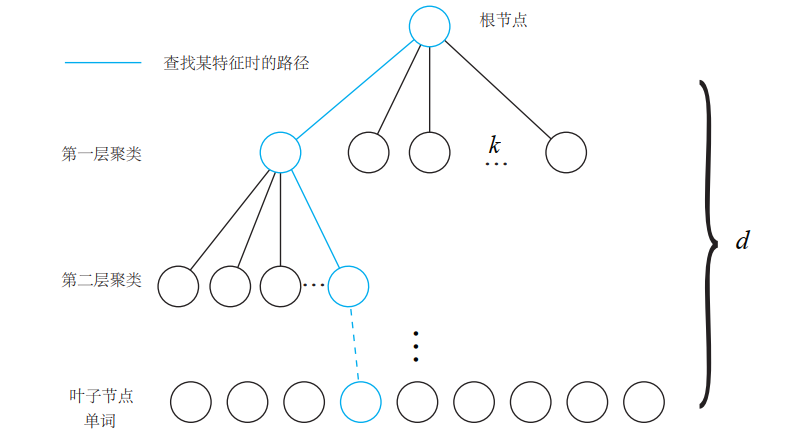 根节点
查找某特征时的路径
第一层聚类
k
...
d
第二层聚类
...
叶子节点
单词